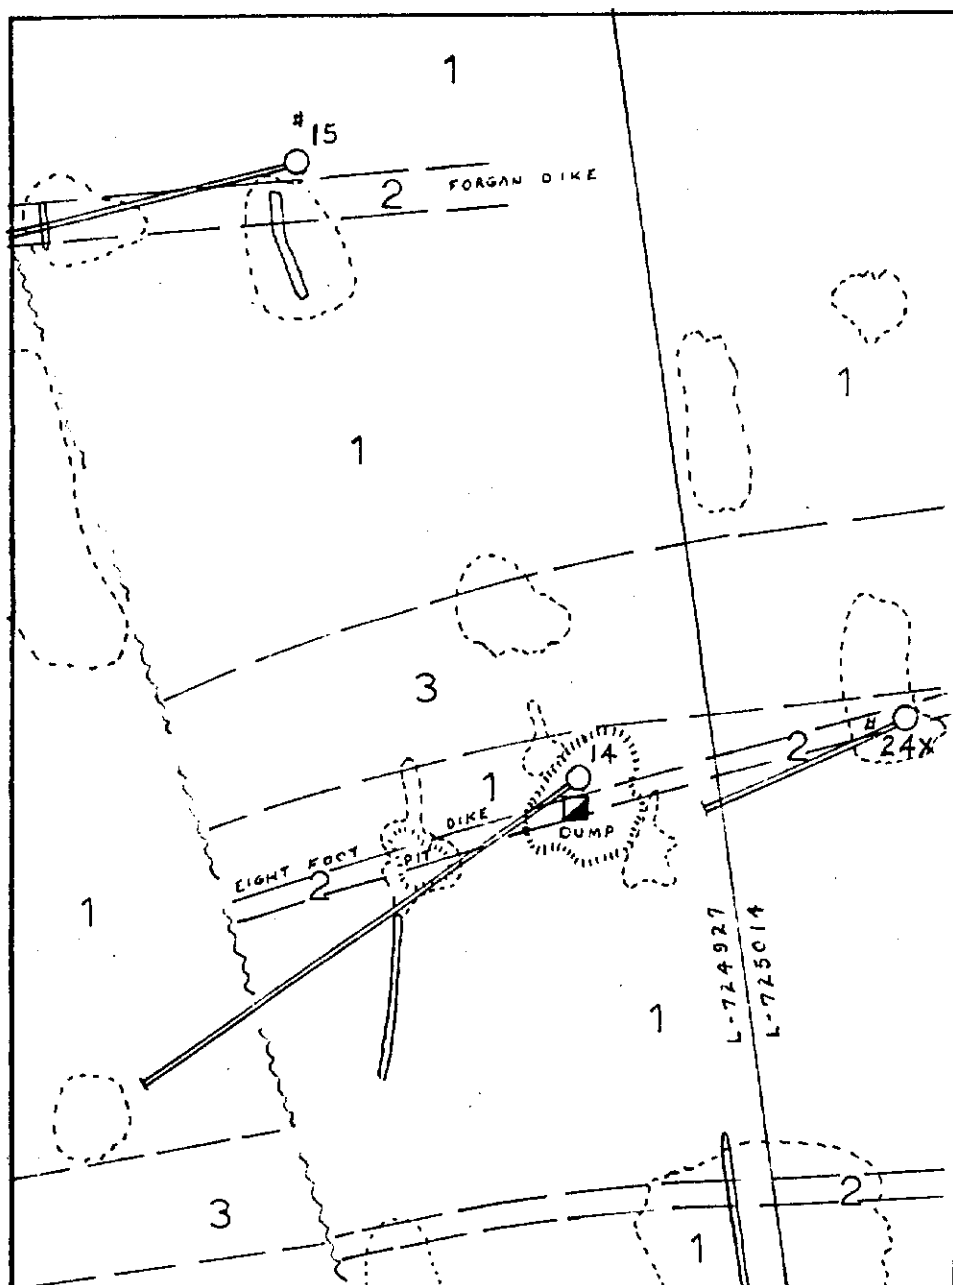 1
# 15
2 FORGAN DIKE
1
1
3
2
# 24X
14
1
DIKE
DUMP
PIT
EIGHT FOOT
2
1
L-724927
L-725014
1
2
3
1